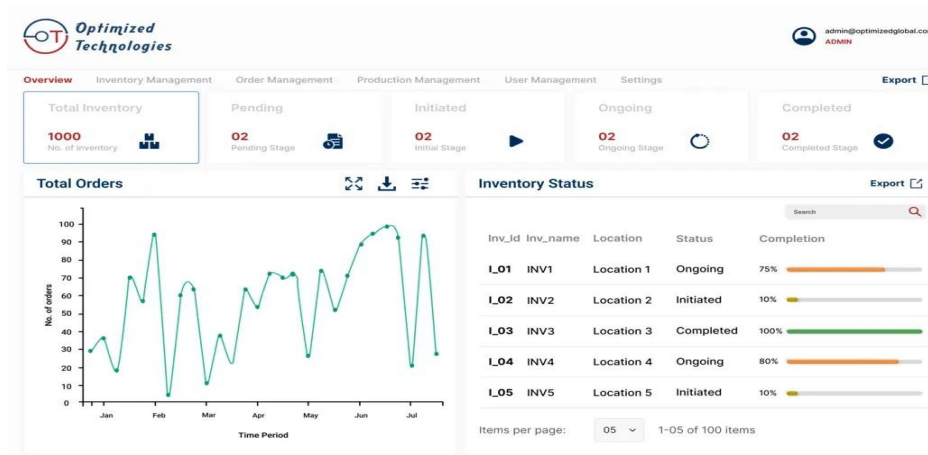 OT Optimized
Technologies
admin@optimizedglobal.co
ADMIN
Overview Inventory Management Order Management Production Management User Management Settings Export
Total Inventory Pending Initiated Ongoing Completed
1000 02 02 02 02
No. of Inventory Pending Stage Initial Stage Ongoing Stage Completed Stage
Total Orders
No. of orders
100
90
80
70
60
50
40
30
20
10
0
Jan Feb Mar Apr May Jun Jul
Time Period
Inventory Status Export
Search
Inv_Id Inv_name Location Status Completion
I_01 INV1 Location 1 Ongoing 75%
I_02 INV2 Location 2 Initiated 10%
I_03 INV3 Location 3 Completed 100%
I_04 INV4 Location 4 Ongoing 80%
I_05 INV5 Location 5 Initiated 10%
Items per page: 05 1-05 of 100 items